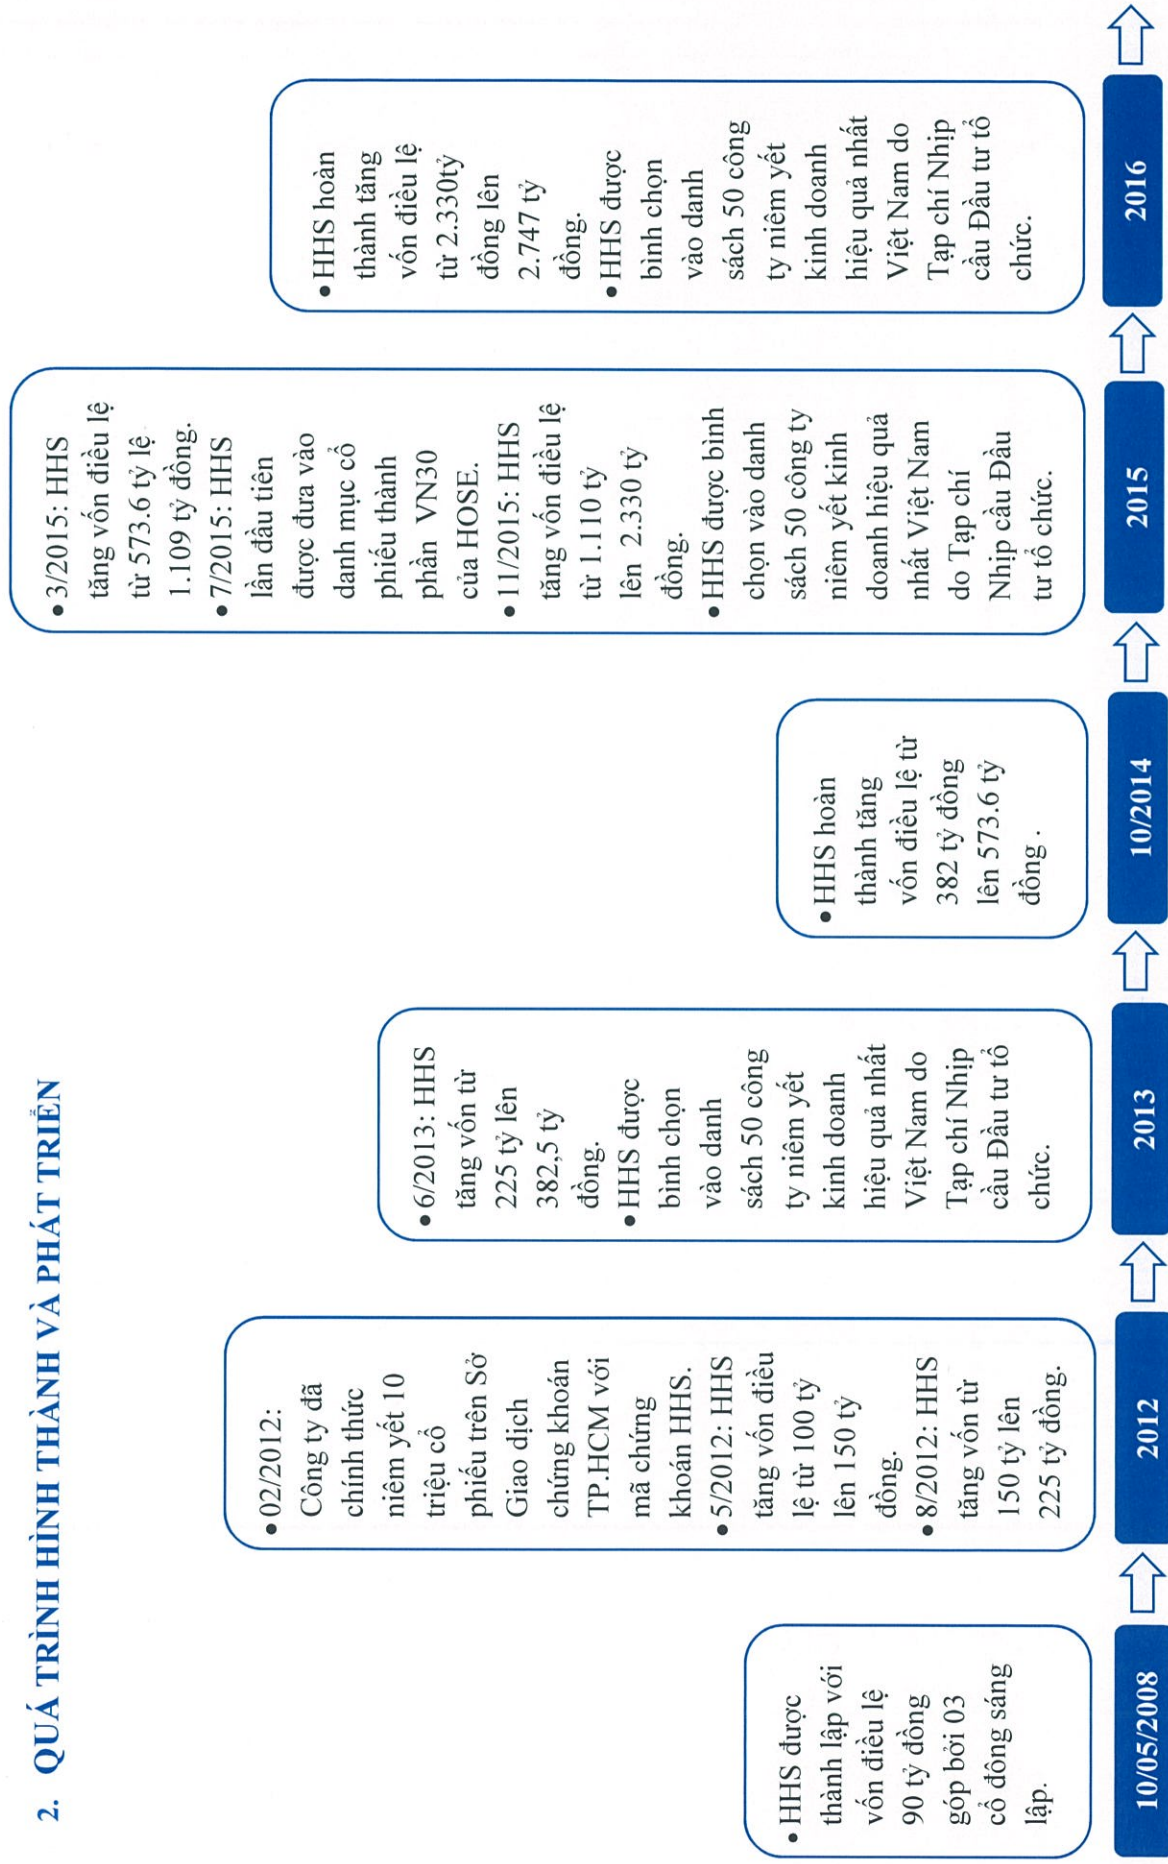 2. QUÁ TRÌNH HÌNH THÀNH VÀ PHÁT TRIỂN
• HHS được
thành lập với
vốn điều lệ
90 tỷ đồng
góp bởi 03
cổ đông sáng
lập.
10/05/2008
• 02/2012:
Công ty đã
chính thức
niêm yết 10
triệu cổ
phiếu trên Sở
Giao dịch
chứng khoán
TP.HCM với
mã chứng
khoán HHS.
• 5/2012: HHS
tăng vốn điều
lệ từ 100 tỷ
lên 150 tỷ
đồng.
• 8/2012: HHS
tăng vốn từ
150 tỷ lên
225 tỷ đồng.
2012
• 6/2013: HHS
tăng vốn từ
225 tỷ lên
382,5 tỷ
đồng.
• HHS được
bình chọn
vào danh
sách 50 công
ty niêm yết
kinh doanh
hiệu quả nhất
Việt Nam do
Tạp chí Nhịp
cầu Đầu tư tổ
chức.
2013
• HHS hoàn
thành tăng
vốn điều lệ từ
382 tỷ đồng
lên 573.6 tỷ
đồng .
10/2014
• 3/2015: HHS
tăng vốn điều lệ
từ 573.6 tỷ lệ
1.109 tỷ đồng.
• 7/2015: HHS
lần đầu tiên
được đưa vào
danh mục cổ
phiếu thành
phần VN30
của HOSE.
• 11/2015: HHS
tăng vốn điều lệ
từ 1.110 tỷ
lên 2.330 tỷ
đồng.
• HHS được bình
chọn vào danh
sách 50 công ty
niêm yết kinh
doanh hiệu quả
nhất Việt Nam
do Tạp chí
Nhịp cầu Đầu
tư tổ chức.
2015
• HHS hoàn
thành tăng
vốn điều lệ
từ 2.330tỷ
đồng lên
2.747 tỷ
đồng.
• HHS được
bình chọn
vào danh
sách 50 công
ty niêm yết
kinh doanh
hiệu quả nhất
Việt Nam do
Tạp chí Nhịp
cầu Đầu tư tổ
chức.
2016